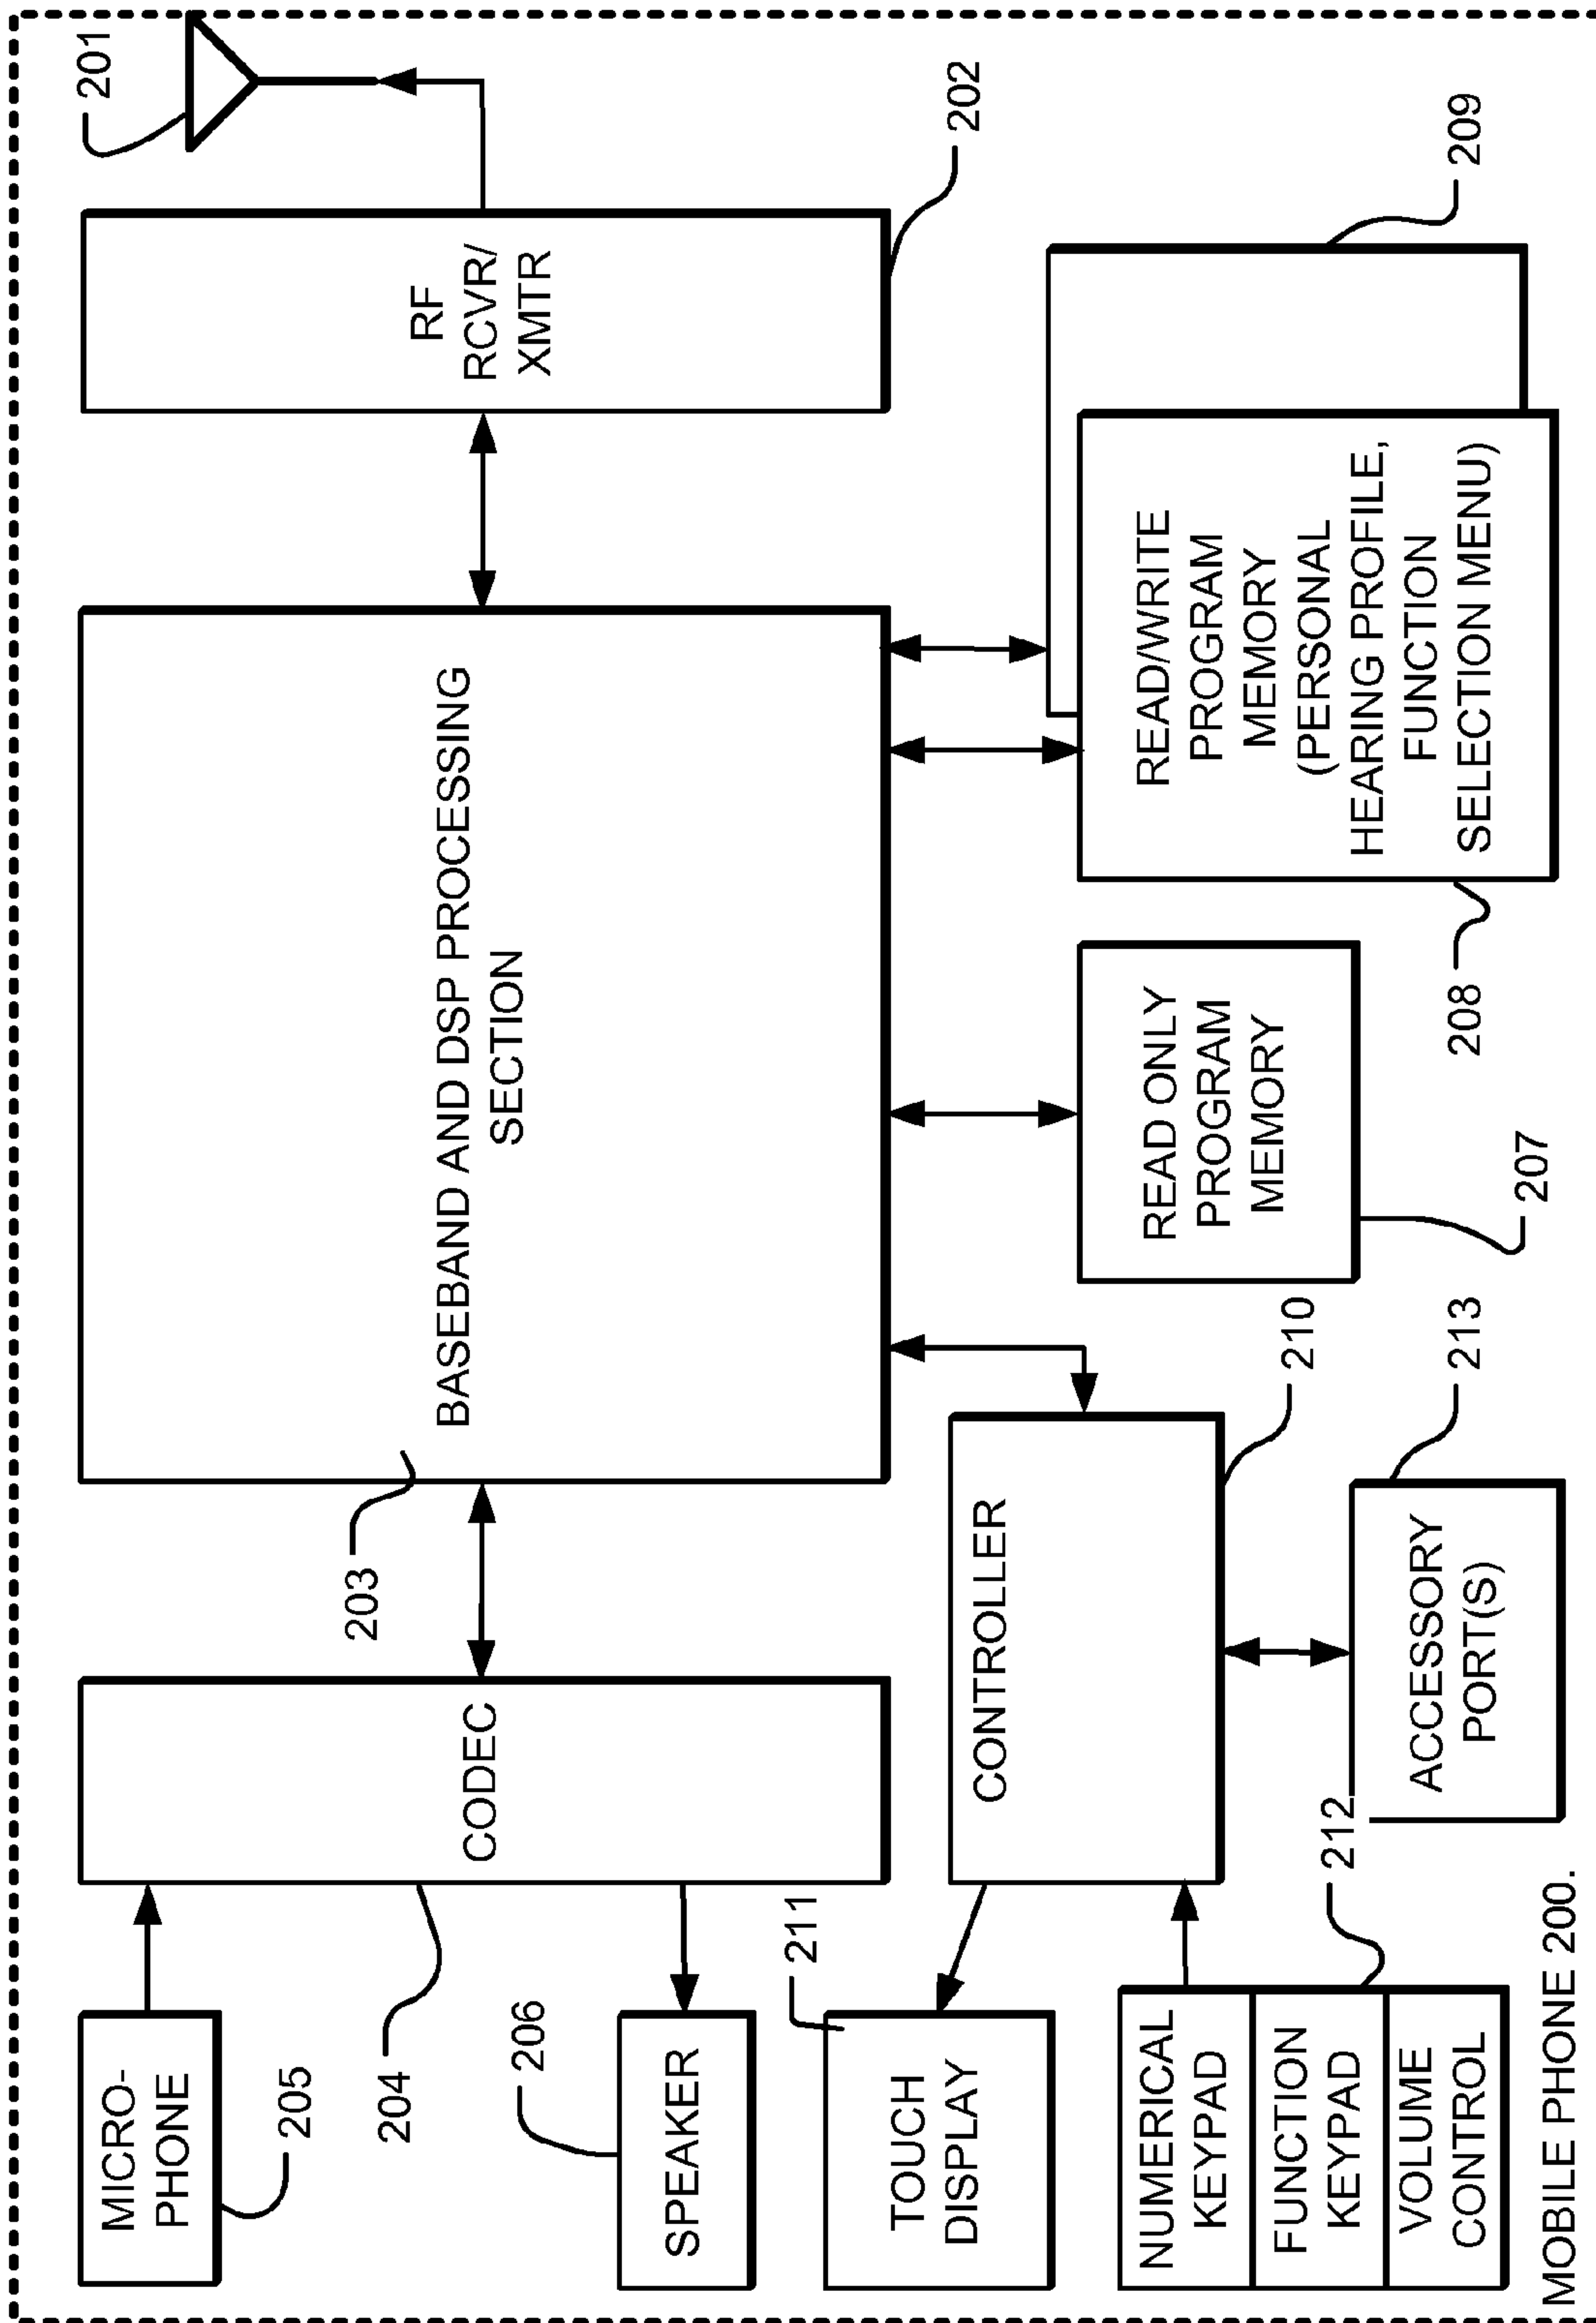 MICRO-
PHONE
205
204
CODEC
203
BASEBAND AND DSP PROCESSING
SECTION
RF
RCVR/
XMTR
201
202
206
SPEAKER
211
TOUCH
DISPLAY
CONTROLLER
210
NUMERICAL
KEYPAD
FUNCTION
KEYPAD
VOLUME
CONTROL
212
ACCESSORY
PORT(S)
213
READ ONLY
PROGRAM
MEMORY
207
READ/WRITE
PROGRAM
MEMORY
(PERSONAL
HEARING PROFILE,
FUNCTION
SELECTION MENU)
208
209
MOBILE PHONE 200.